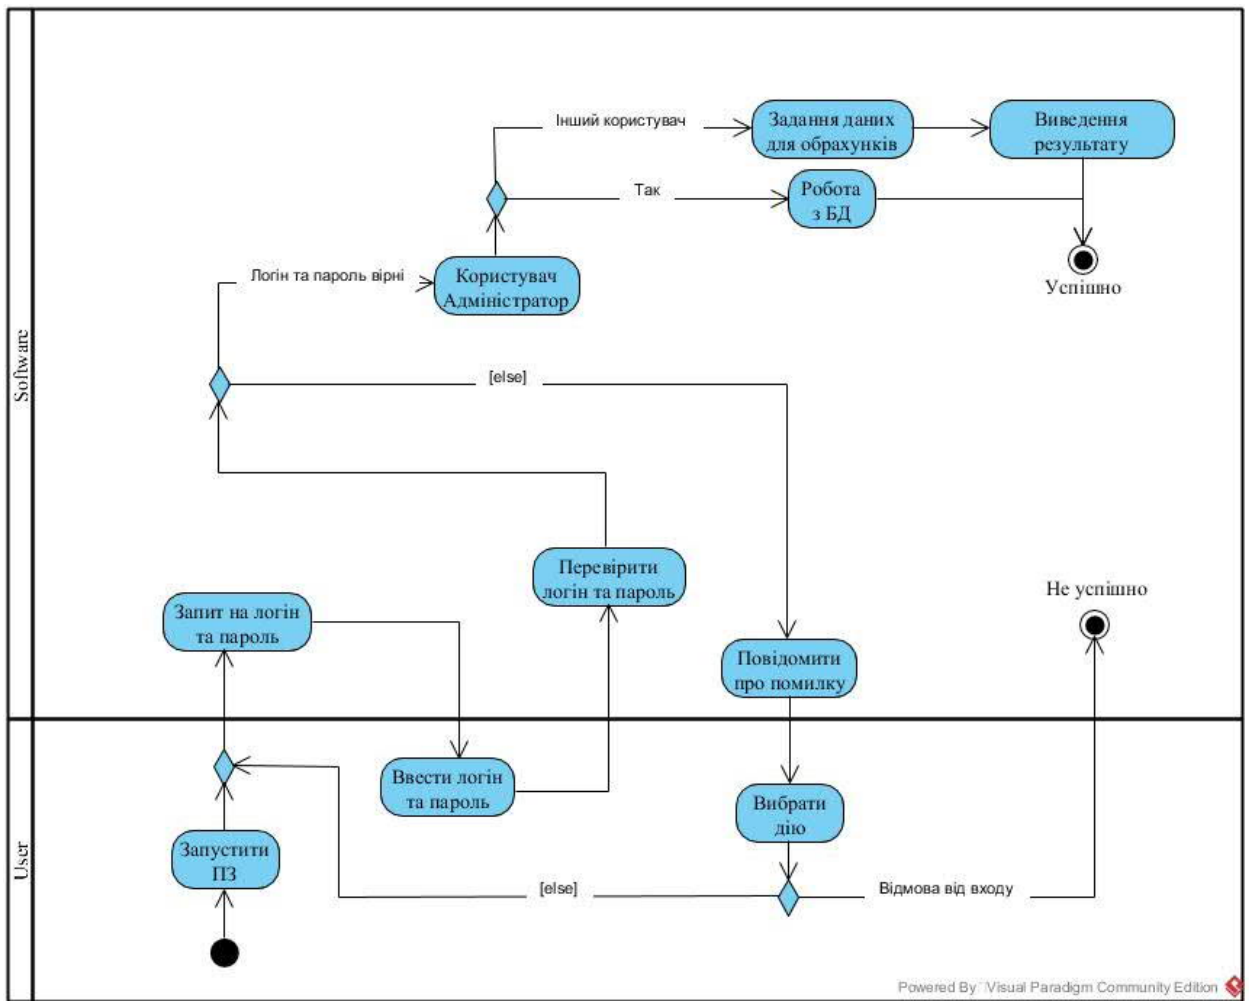 Software
Інший користувач
Задання даних
для обрахунків
Виведення
результату
Так
Робота
з БД
Логін та пароль вірні
Користувач
Адміністратор
Успішно
[else]
Перевірити
логін та пароль
Не успішно
Запит на логін
та пароль
Повідомити
про помилку
User
Ввести логін
та пароль
Вибрати
дію
Запустити
ПЗ
[else]
Відмова від входу
Powered By Visual Paradigm Community Edition